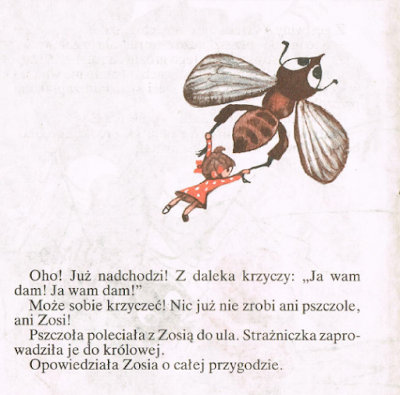 Oho! Już nadchodzi! Z daleka krzyczy: „Ja wam
dam! Ja wam dam!”
Może sobie krzyczeć! Nic już nie zrobi ani pszczole,
ani Zosi!
Pszczoła poleciała z Zosią do ula. Strażniczka zapro-
wadziła je do królowej.
Opowiedziała Zosia o całej przygodzie.